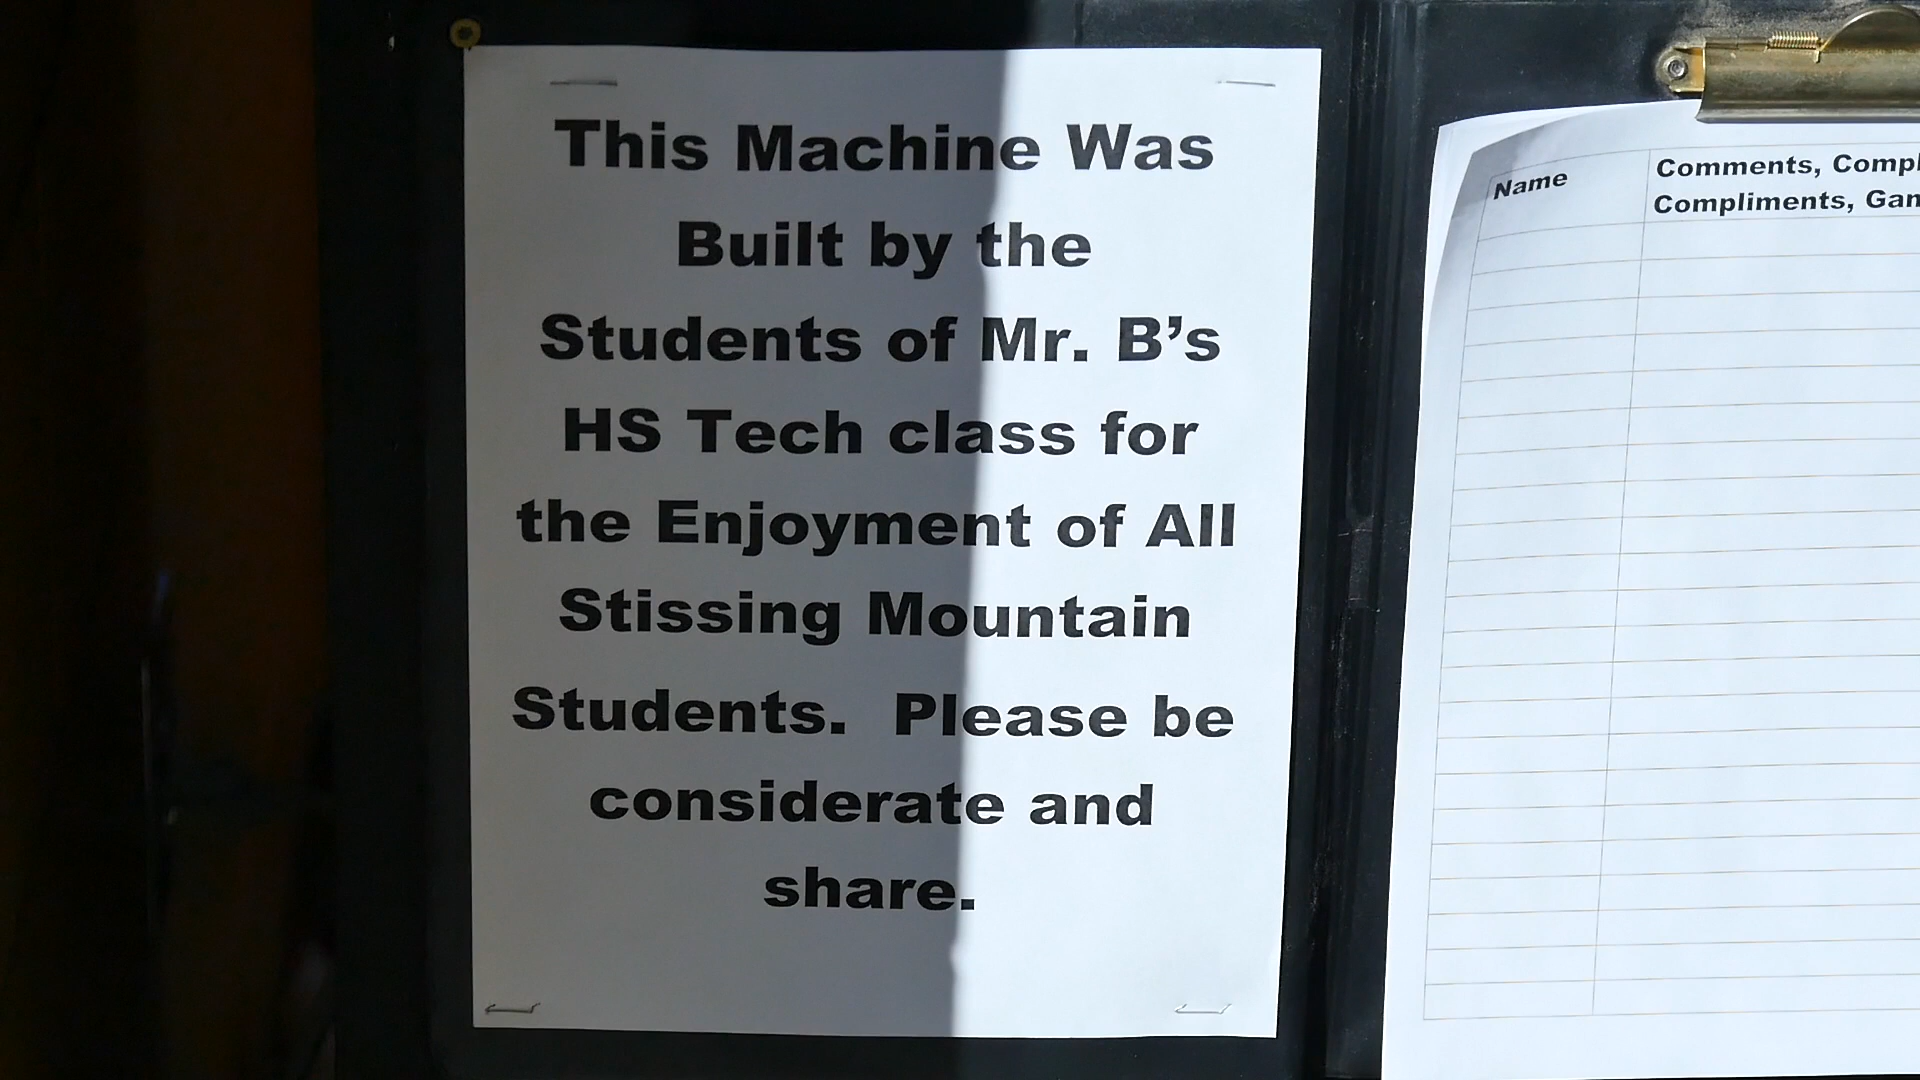 This Machine Was
Built by the
Students of Mr. B’s
HS Tech class for
the Enjoyment of All
Stissing Mountain
Students.  Please be
considerate and
share.
Name
Comments,
Compliments,